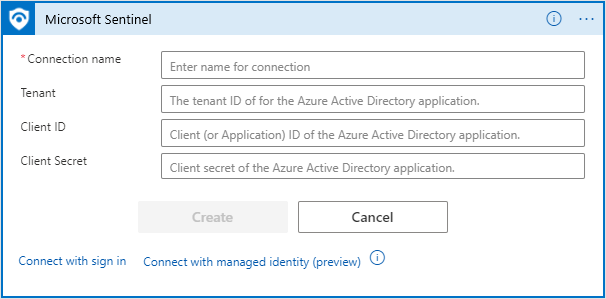 Microsoft Sentinel
* Connection name
Enter name for connection
Tenant
The tenant ID of for the Azure Active Directory application.
Client ID
Client (or Application) ID of the Azure Active Directory application.
Client Secret
Client secret of the Azure Active Directory application.
Create Cancel
Connect with sign in Connect with managed identity (preview)